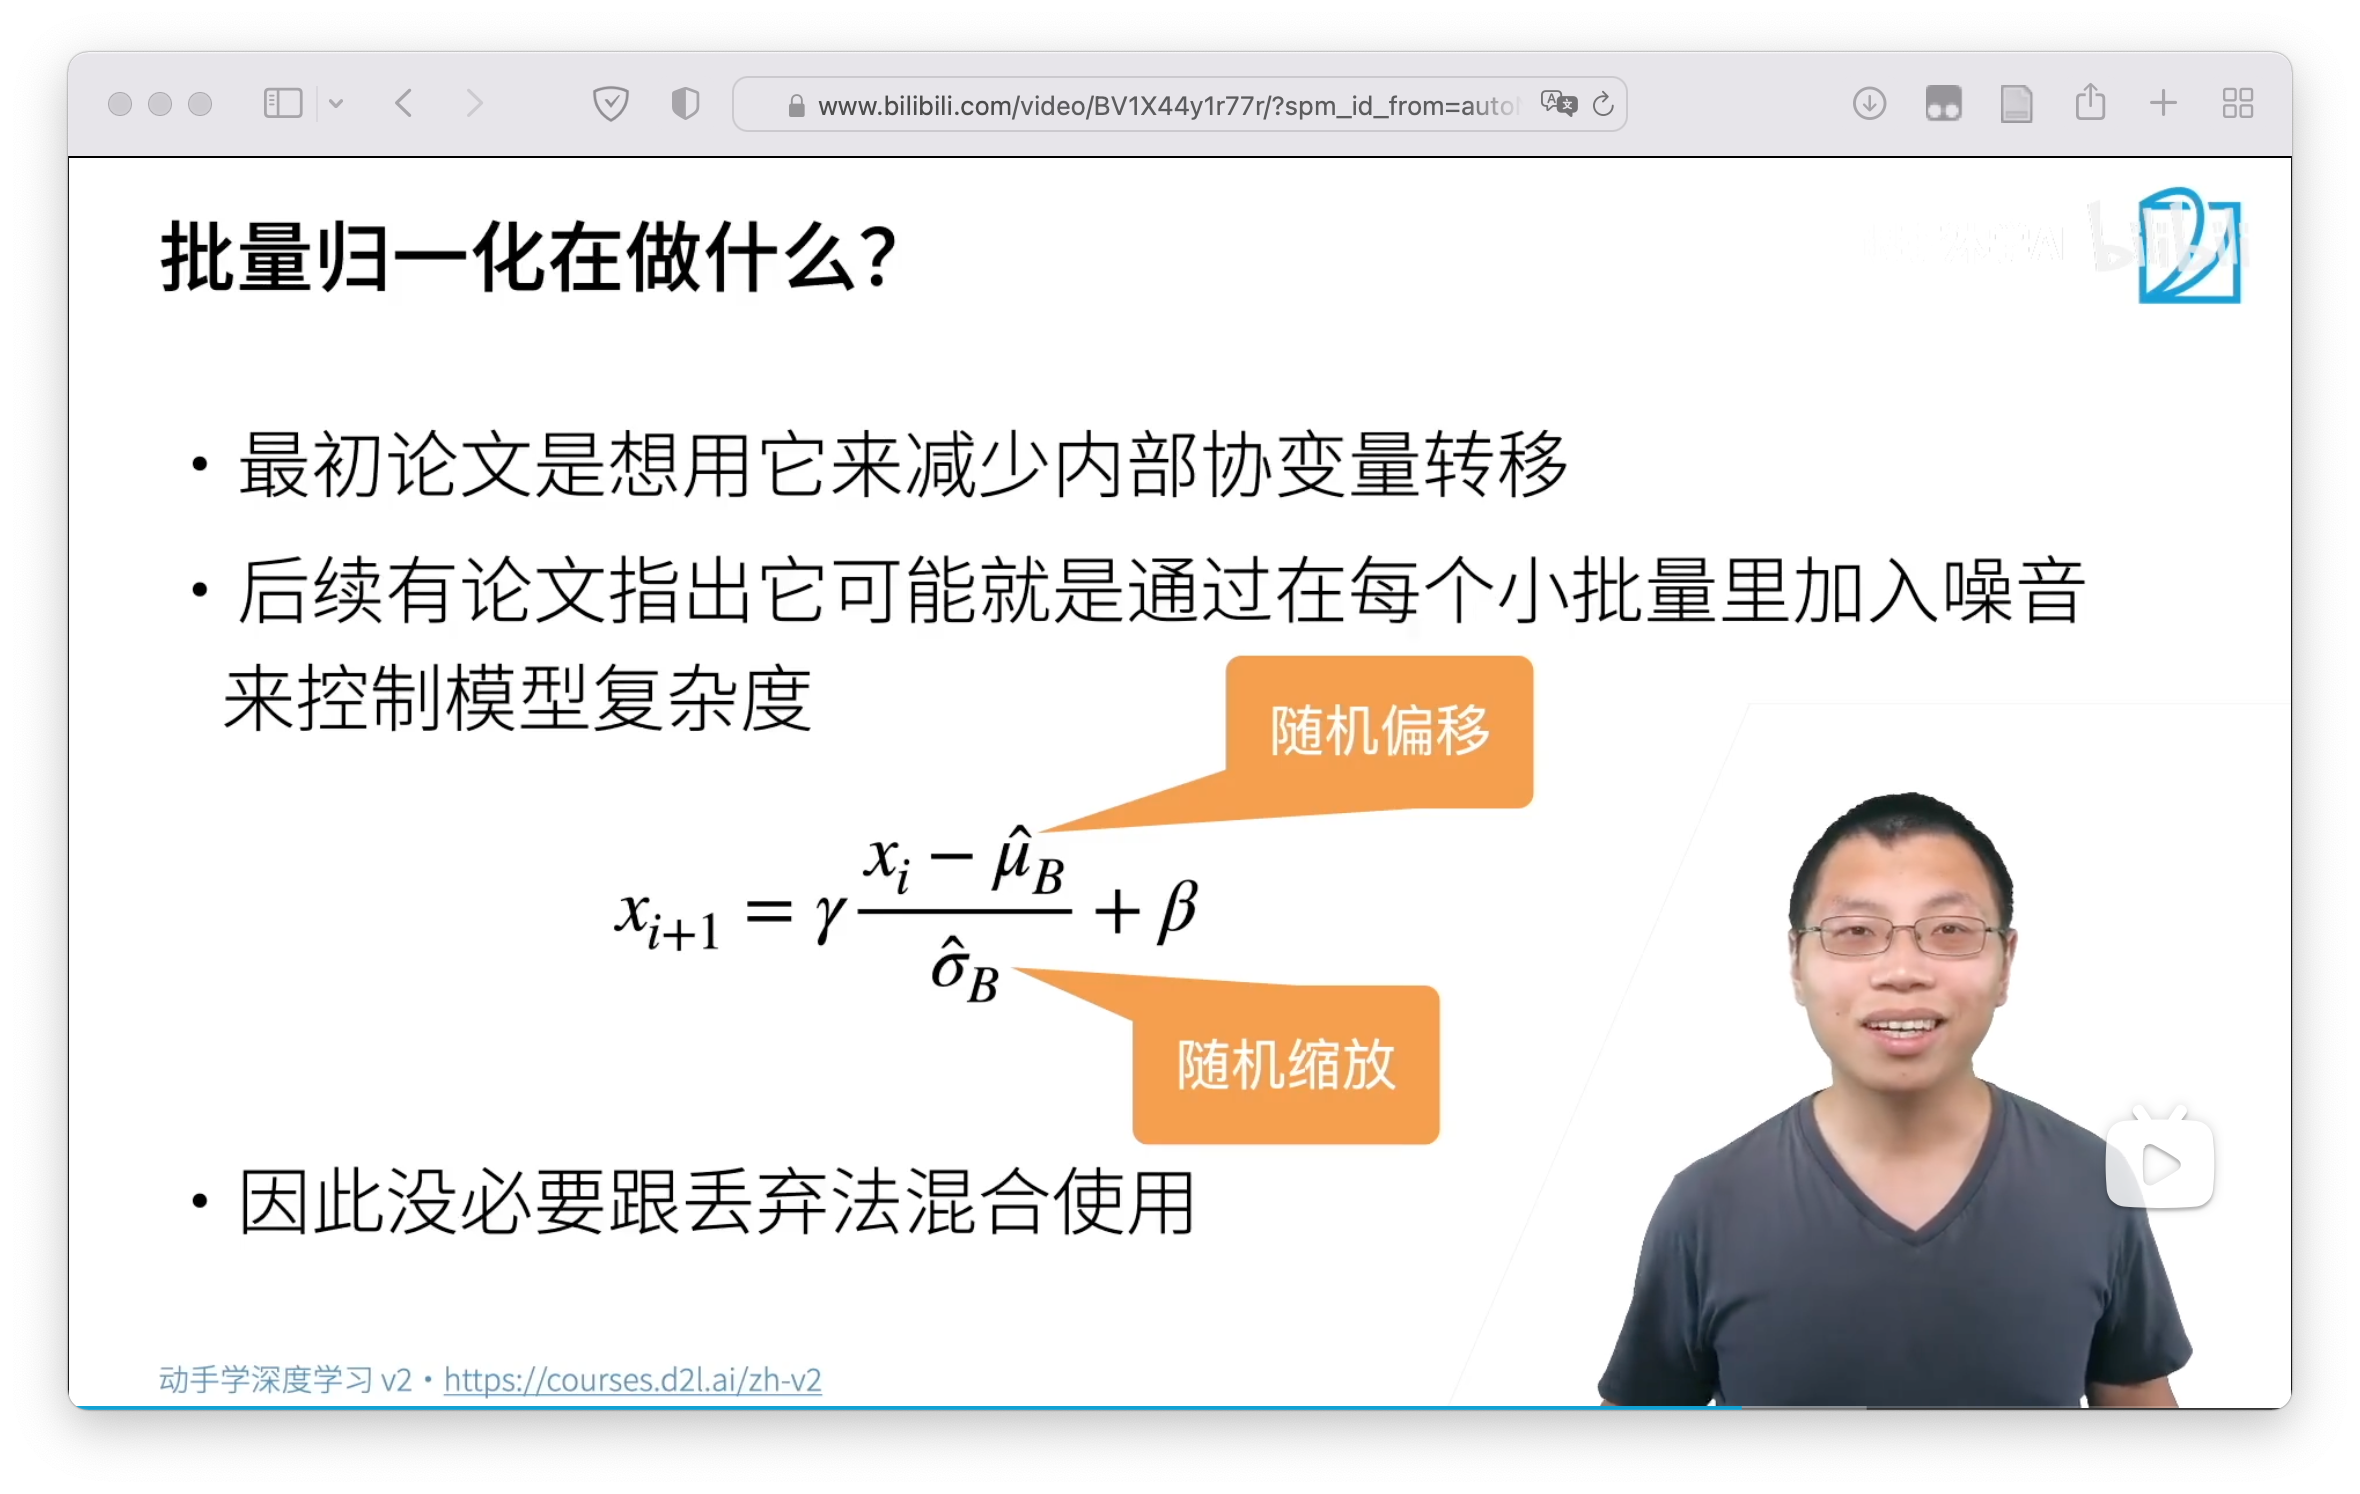 www.bilibili.com/video/BV1X44y1r77r/?spm_id_from=auto
批量归一化在做什么?
bilibili
• 最初论文是想用它来减少内部协变量转移
• 后续有论文指出它可能就是通过在每个小批量里加入噪音
来控制模型复杂度
随机偏移
x_{i+1} = γ \frac{x_i − \hat{μ}_B}{\hat{σ}_B} + β
随机缩放
• 因此没必要跟丢弃法混合使用
动手学深度学习 v2 • https://courses.d2l.ai/zh-v2